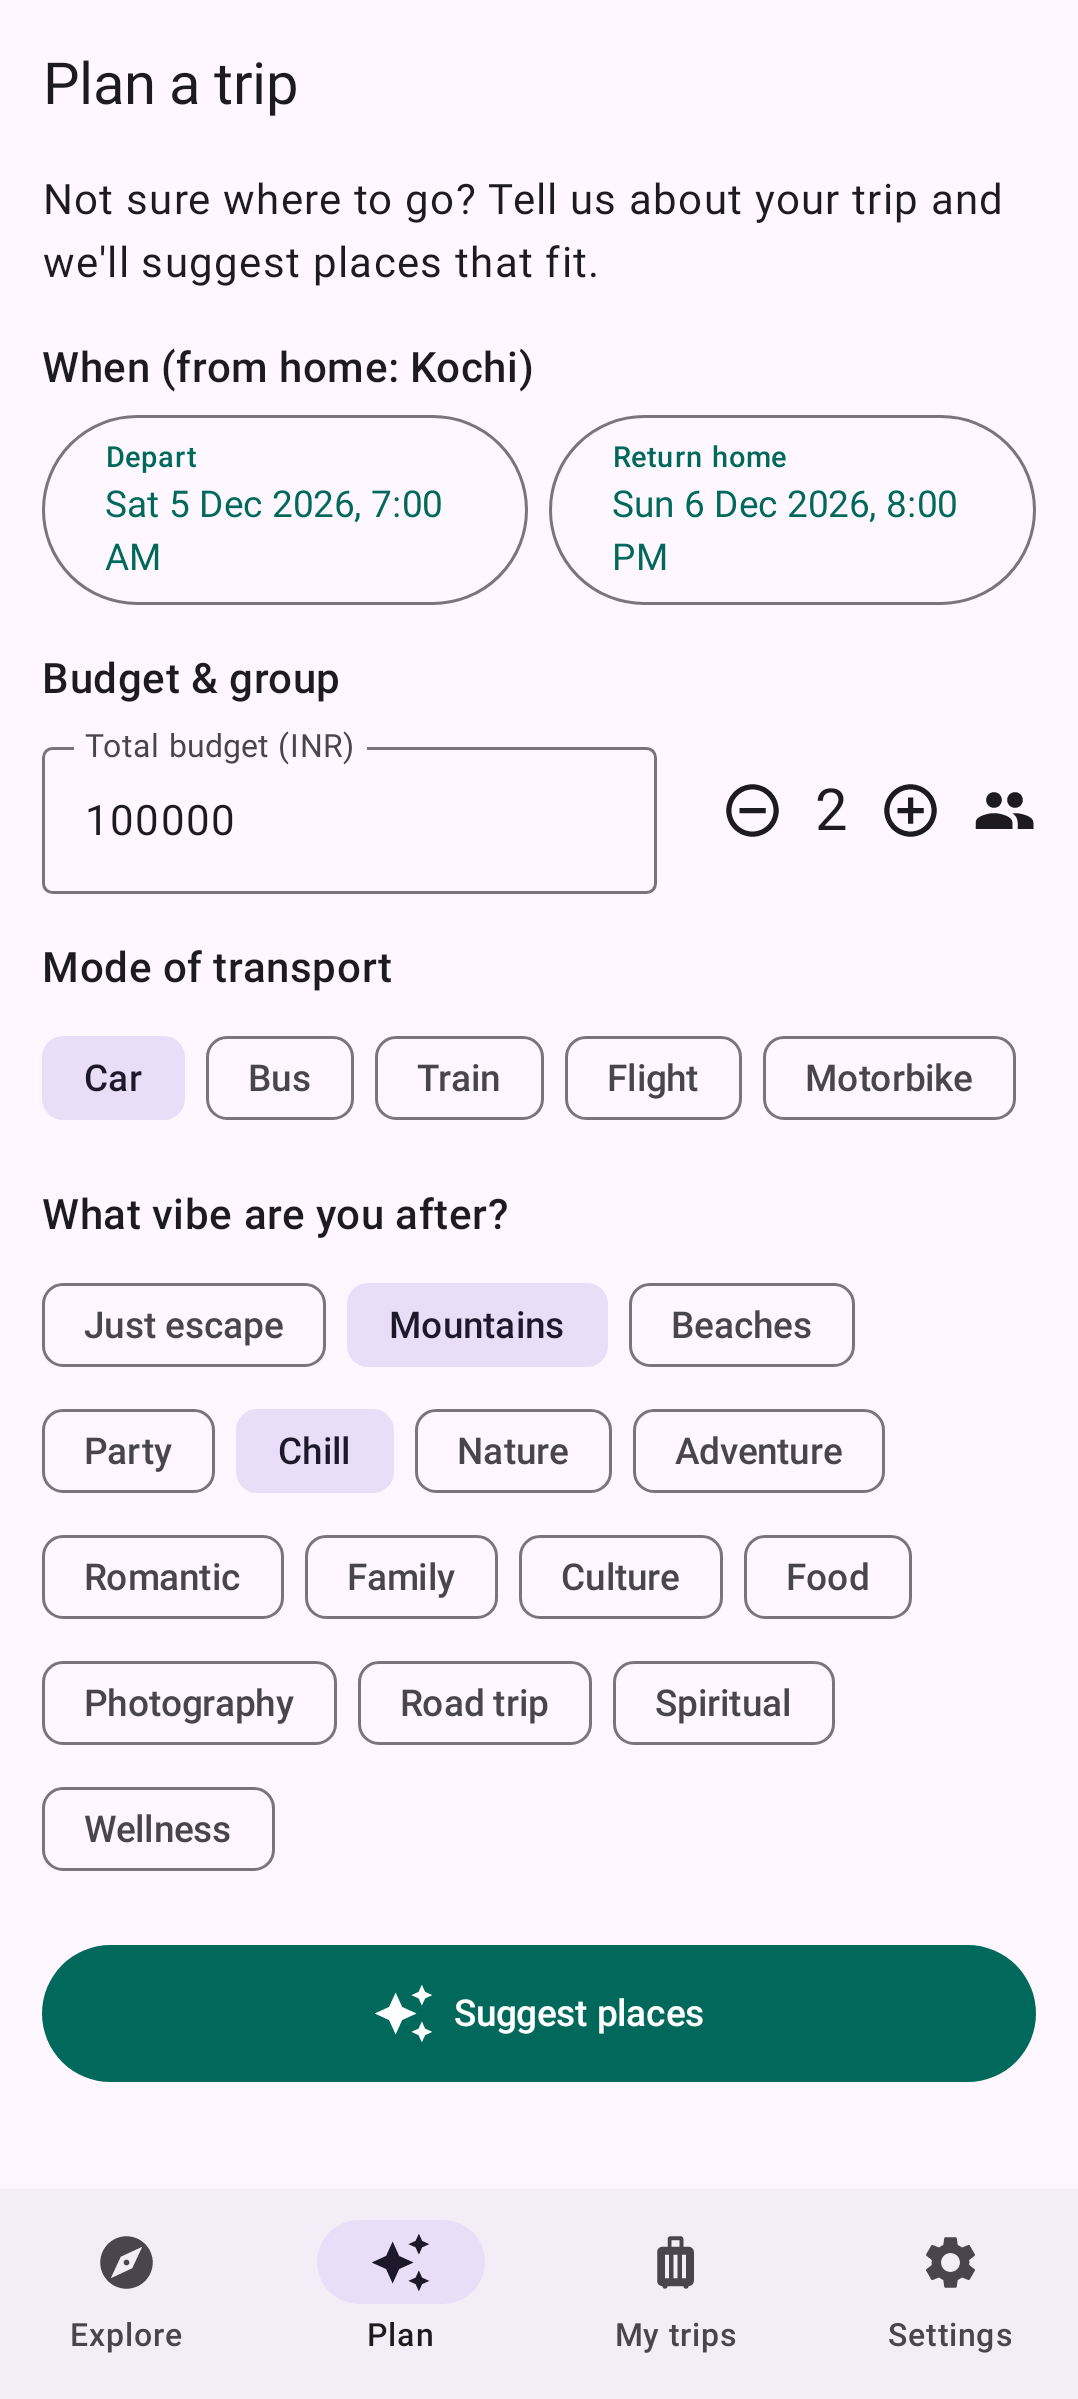 Plan a trip
Not sure where to go? Tell us about your trip and
we'll suggest places that fit.
When (from home: Kochi)
Depart
Sat 5 Dec 2026, 7:00
AM
Return home
Sun 6 Dec 2026, 8:00
PM
Budget & group
Total budget (INR)
100000
2
Mode of transport
Car Bus Train Flight Motorbike
What vibe are you after?
Just escape Mountains Beaches
Party Chill Nature Adventure
Romantic Family Culture Food
Photography Road trip Spiritual
Wellness
Suggest places
Explore Plan My trips Settings